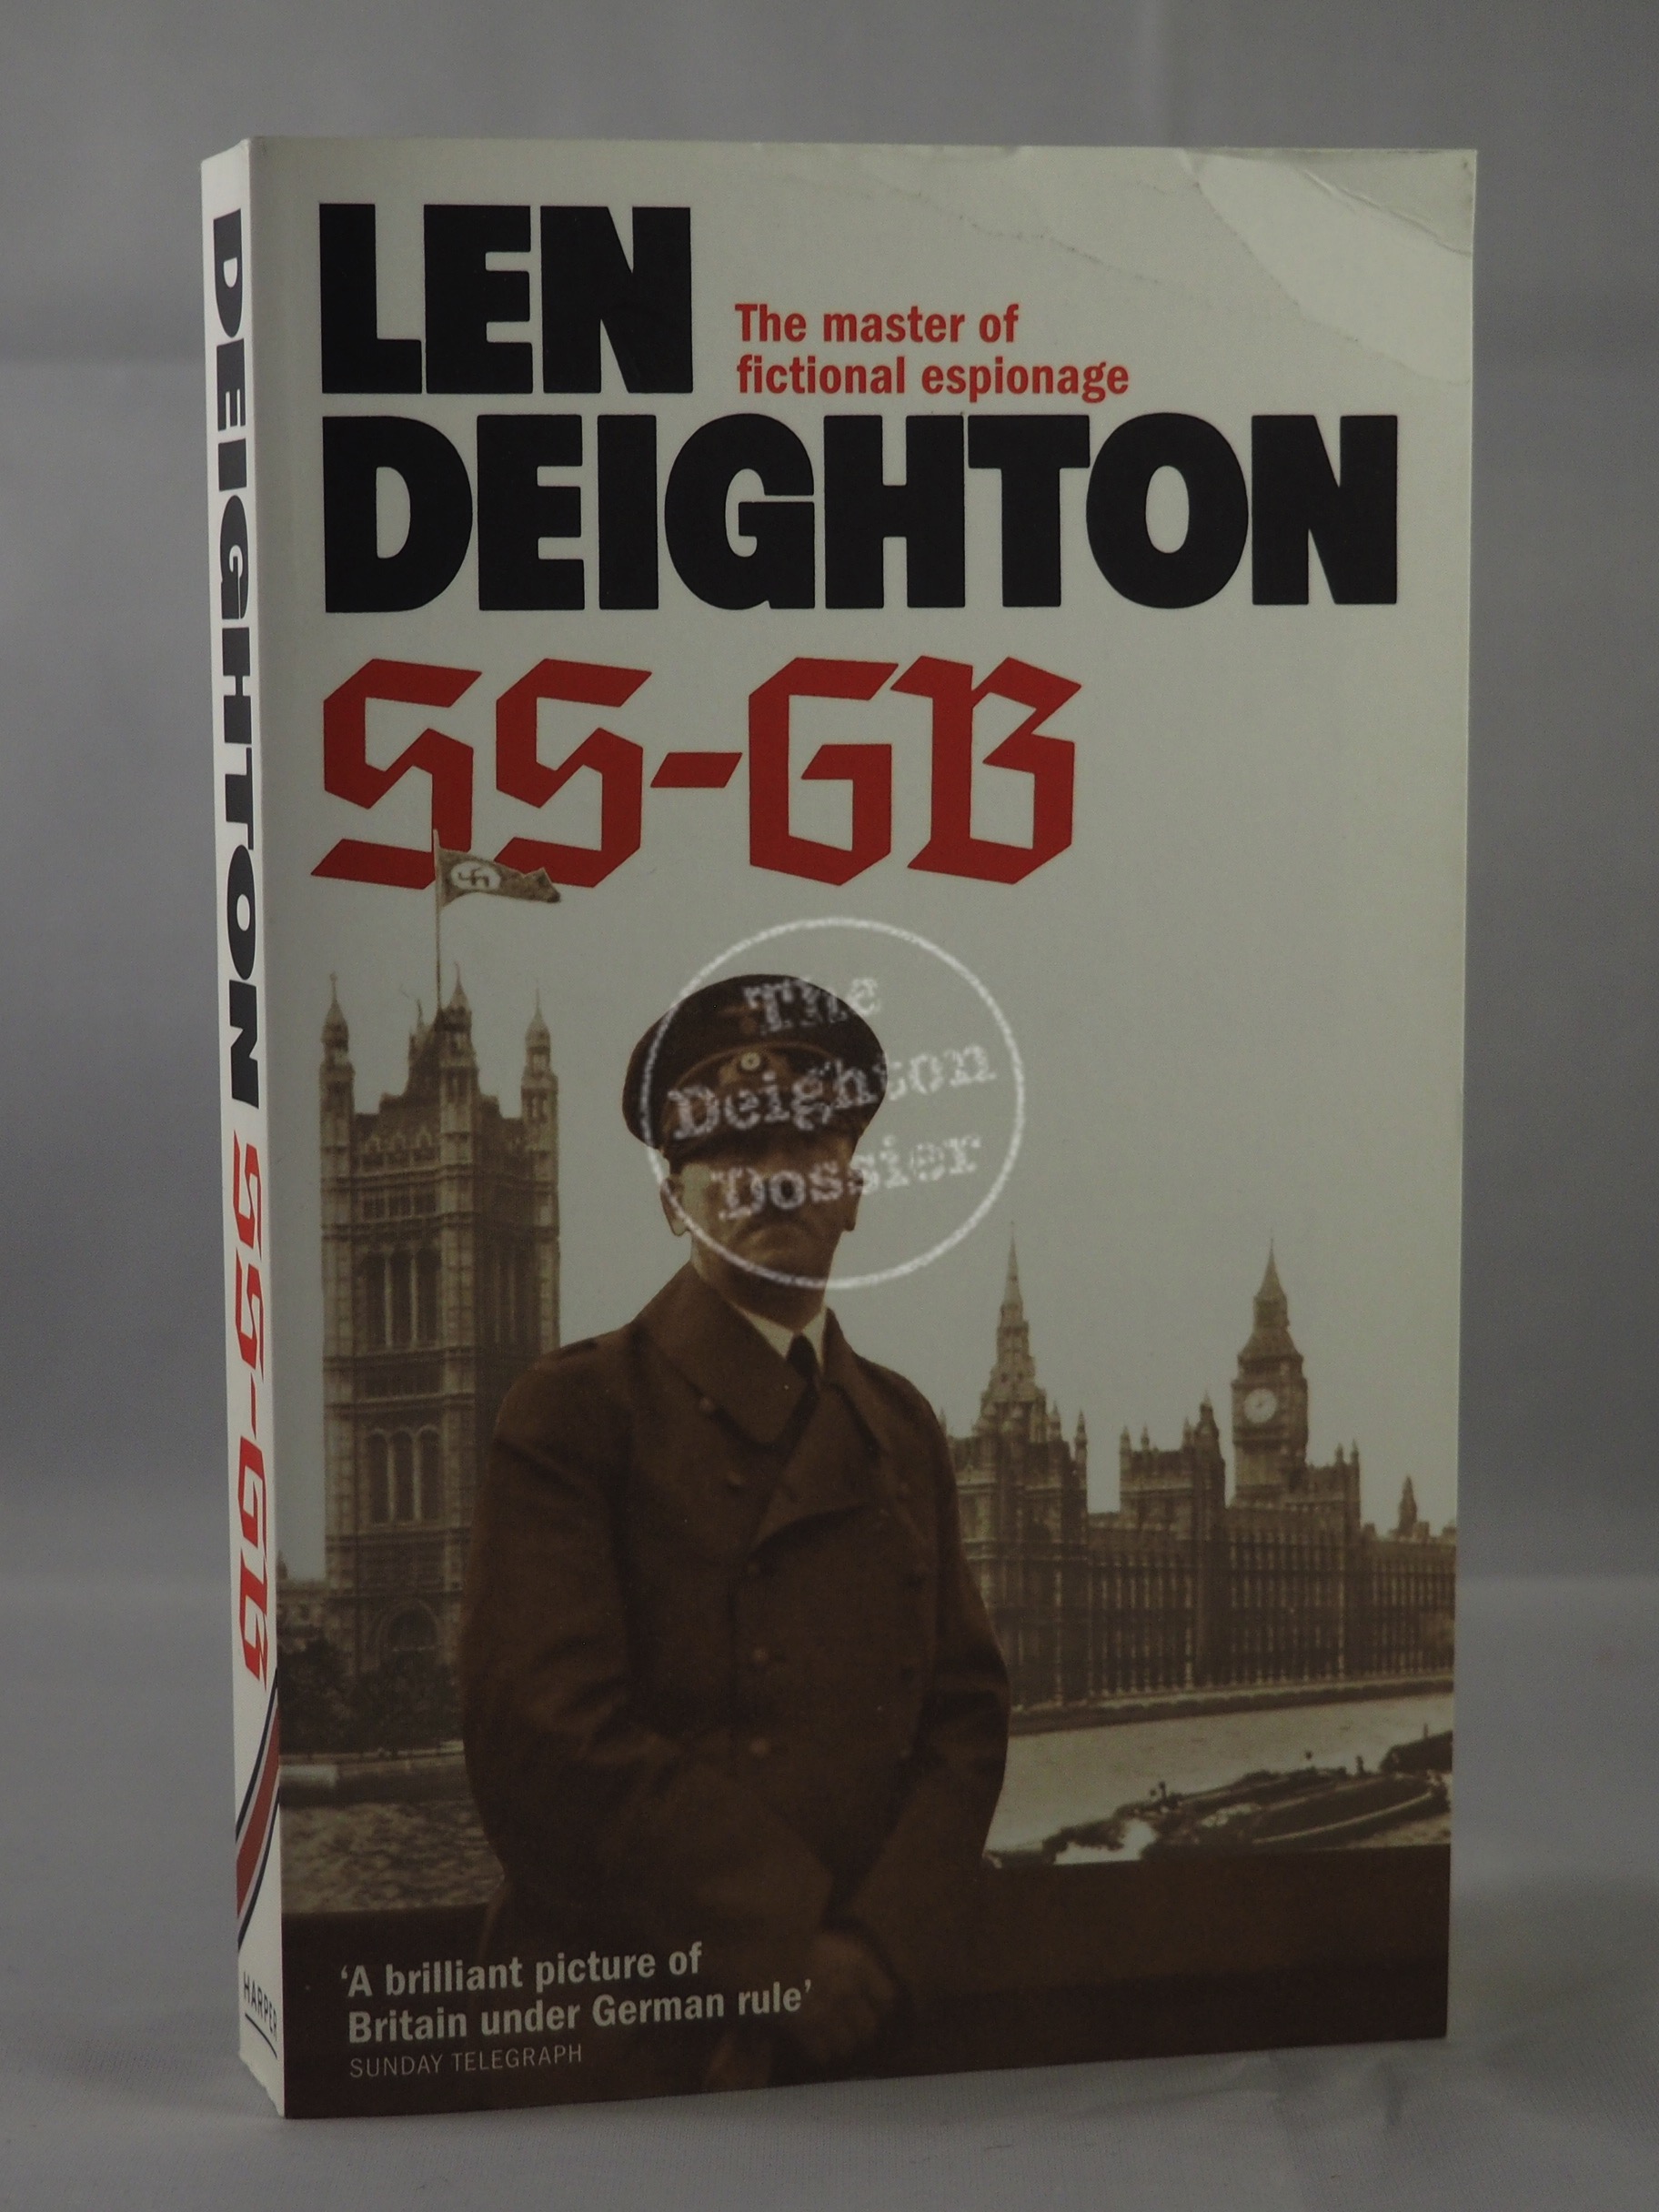 LEN
The master of
fictional espionage
DEIGHTON
SS-GB
The
Deighton
Dossier
'A brilliant picture of
Britain under German rule'
SUNDAY TELEGRAPH
DEIGHTON SS-GB
HARPER